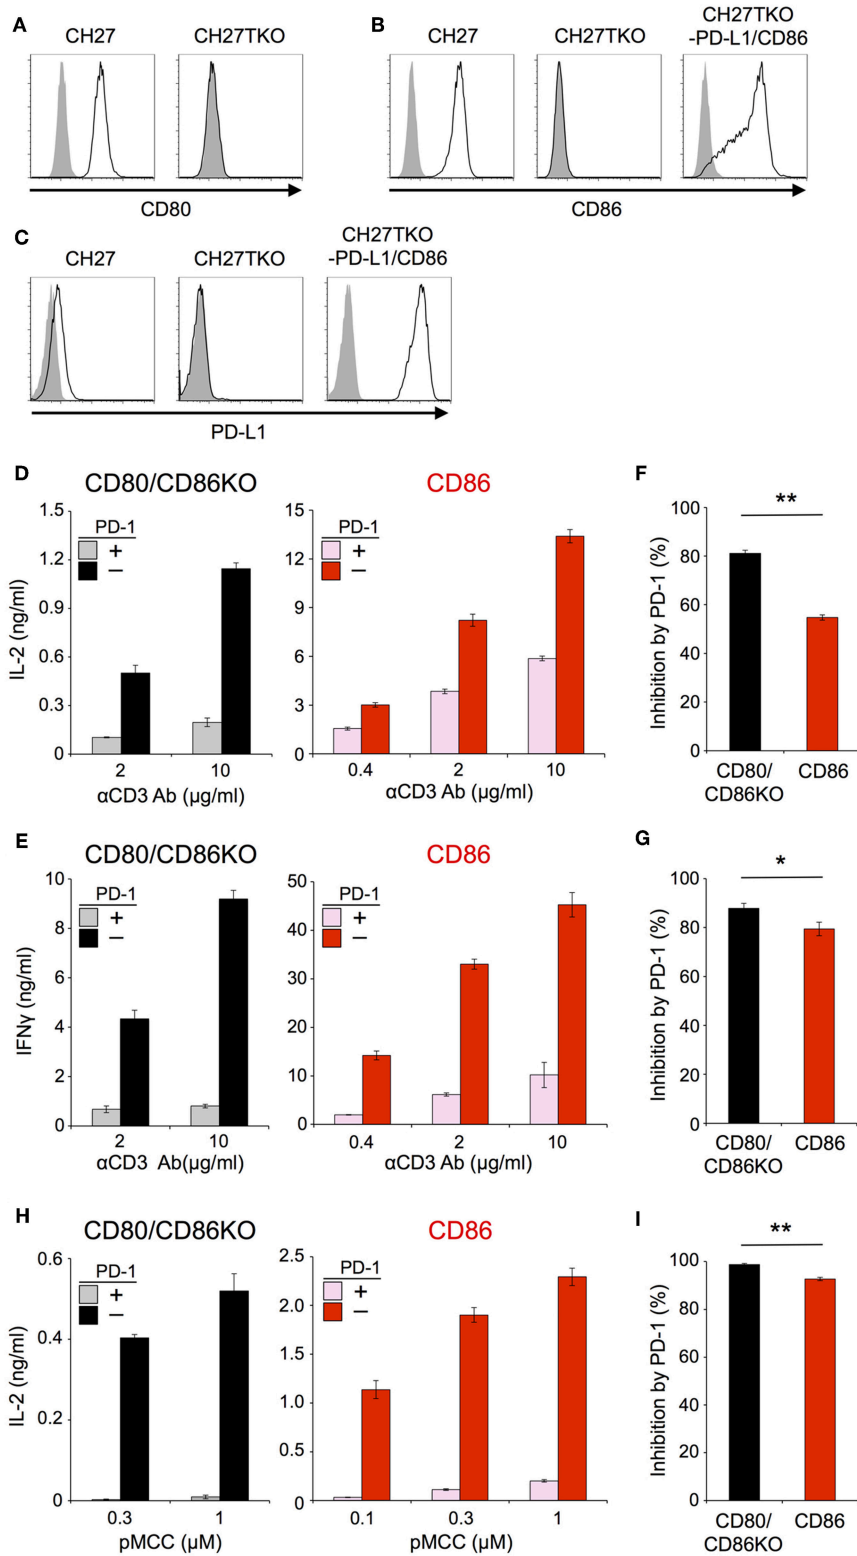 A
CH27
CH27TKO
CD80
B
CH27
CH27TKO
CH27TKO
-PD-L1/CD86
CD86
C
CH27
CH27TKO
CH27TKO
-PD-L1/CD86
PD-L1
D
CD80/CD86KO
IL-2 (ng/ml)
1.5
1.2
0.9
0.6
0.3
0
PD-1
+
−
2
10
αCD3 Ab (μg/ml)
CD86
15
12
9
6
3
0
PD-1
+
−
0.4
2
10
αCD3 Ab (μg/ml)
F
Inhibition by PD-1 (%)
100
80
60
40
20
0
**
CD80/
CD86KO
CD86
E
CD80/CD86KO
IFNγ (ng/ml)
10
8
6
4
2
0
PD-1
+
−
2
10
αCD3 Ab(μg/ml)
CD86
50
40
30
20
10
0
PD-1
+
−
0.4
2
10
αCD3 Ab (μg/ml)
G
Inhibition by PD-1 (%)
100
80
60
40
20
0
*
CD80/
CD86KO
CD86
H
CD80/CD86KO
IL-2 (ng/ml)
0.6
0.4
0.2
0
PD-1
+
−
0.3
1
pMCC (μM)
CD86
2.5
2.0
1.5
1.0
0.5
0
PD-1
+
−
0.1
0.3
1
pMCC (μM)
I
Inhibition by PD-1 (%)
100
80
60
40
20
0
**
CD80/
CD86KO
CD86